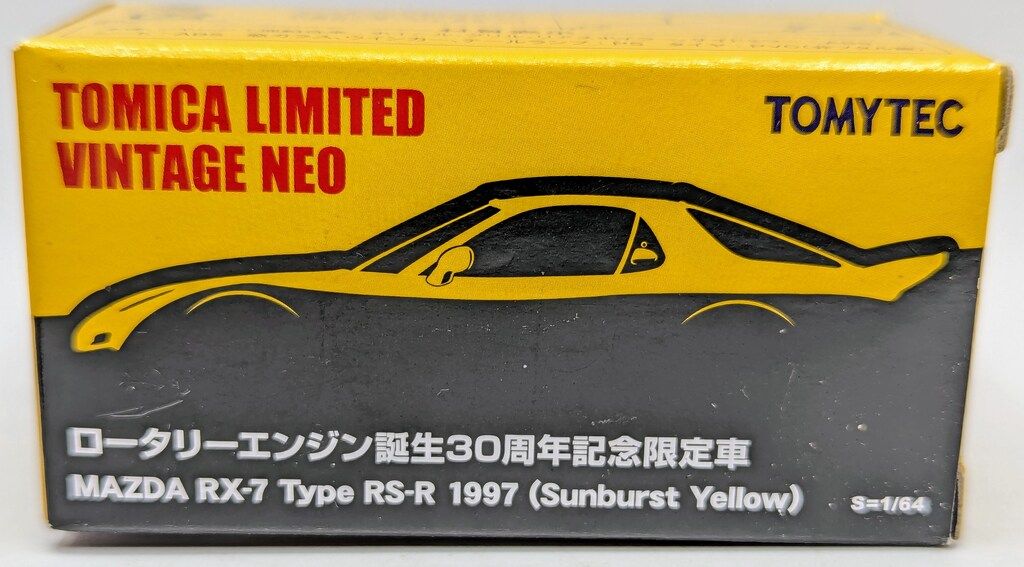 TOMICA LIMITED
VINTAGE NEO
TOMYTEC
ロータリーエンジン誕生30周年記念限定車
MAZDA RX-7 Type RS-R 1997 (Sunburst Yellow)
S=1/64